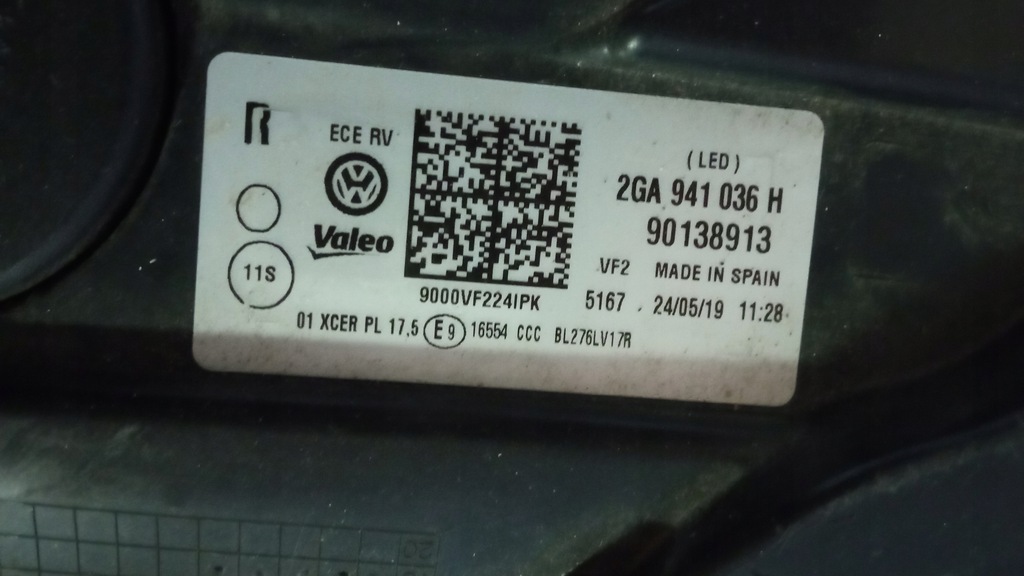 R
ECE RV
(LED)
2GA 941 036 H
Valeo
90138913
11S
VF2 MADE IN SPAIN
9000VF224IPK
5167 24/05/19 11:28
01 XCER PL 17,5 E9 16554 CCC BL276LV17R
20